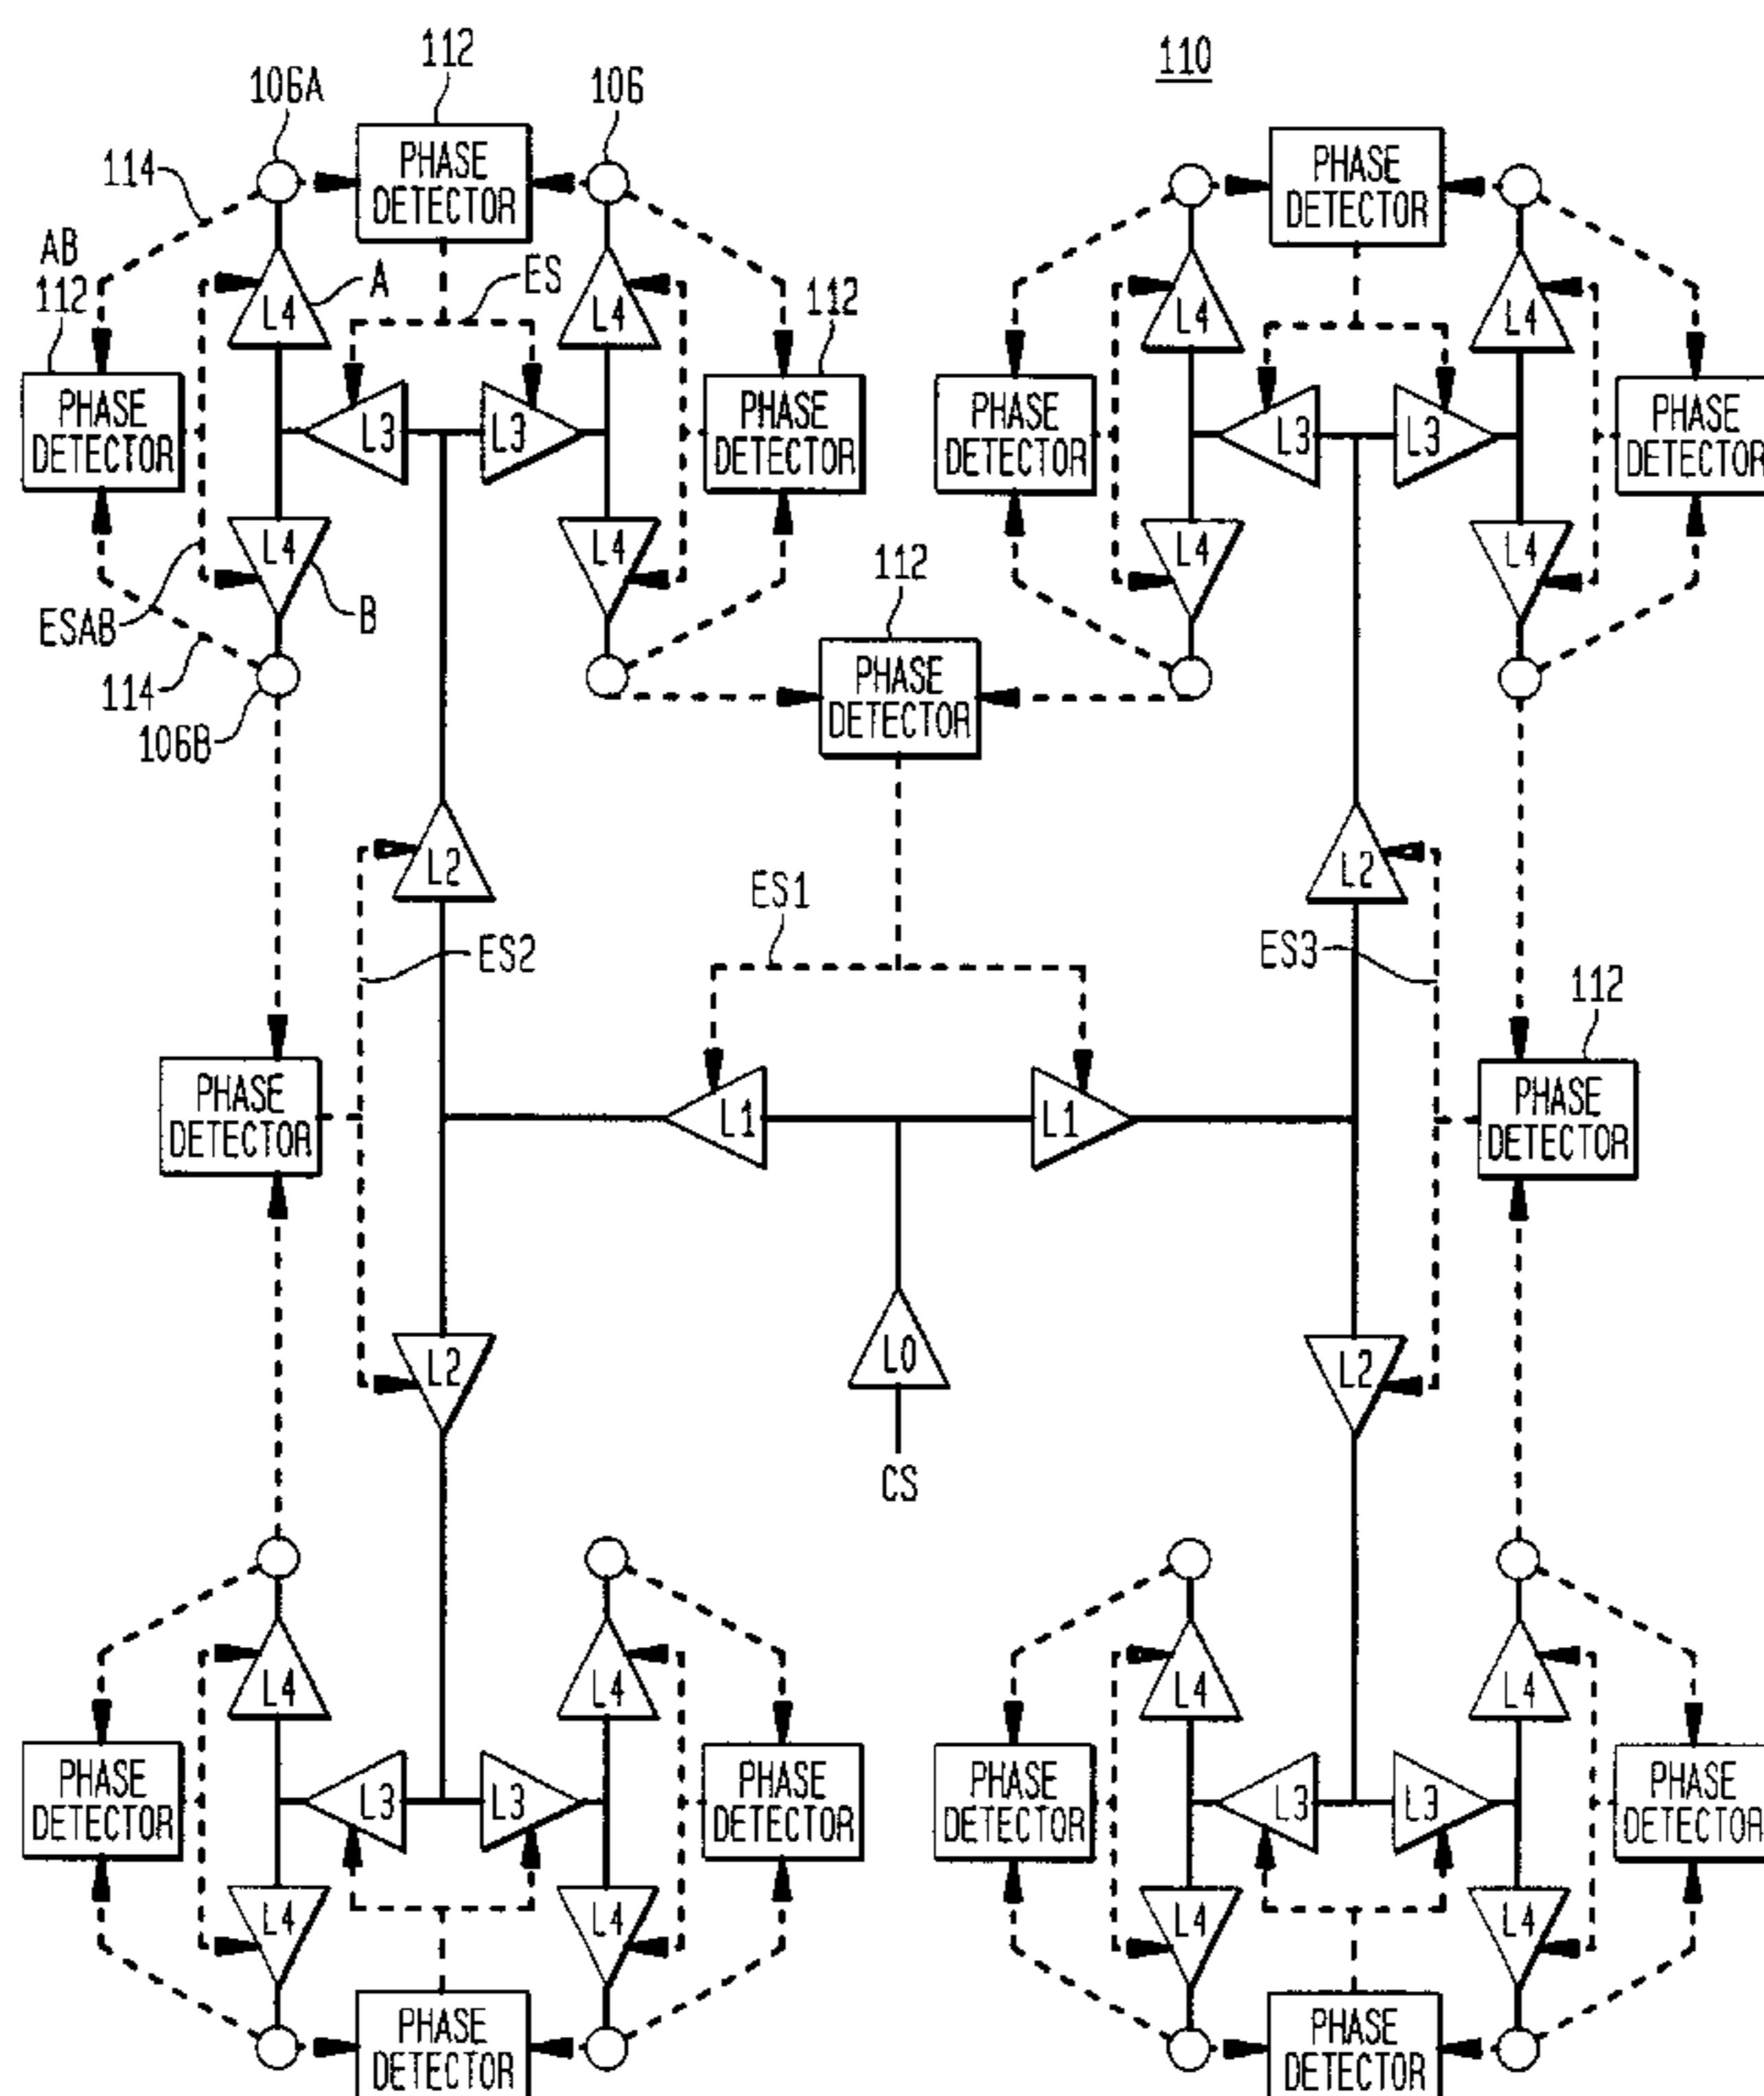 112
110
106A
106
PHASE
DETECTOR
PHASE
DETECTOR
114
AB
112
L4
A
ES
L4
112
L4
L4
PHASE
DETECTOR
L3
L3
PHASE
DETECTOR
PHASE
DETECTOR
L3
L3
PHASE
DETECTOR
L4
L4
L4
L4
112
ESAB
B
114
106B
PHASE
DETECTOR
L2
L2
ES1
ES2
ES3
112
PHASE
DETECTOR
L1
L1
PHASE
DETECTOR
L2
L0
L2
CS
L4
L4
L4
L4
PHASE
DETECTOR
L3
L3
PHASE
DETECTOR
PHASE
DETECTOR
L3
L3
PHASE
DETECTOR
L4
L4
L4
L4
PHASE
DETECTOR
PHASE
DETECTOR